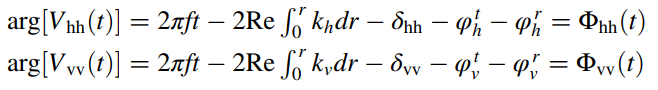 arg[V_hh(t)] = 2πft − 2Re ∫_0^r k_h dr − δ_hh − φ_h^t − φ_h^r = Φ_hh(t)
arg[V_vv(t)] = 2πft − 2Re ∫_0^r k_v dr − δ_vv − φ_v^t − φ_v^r = Φ_vv(t)